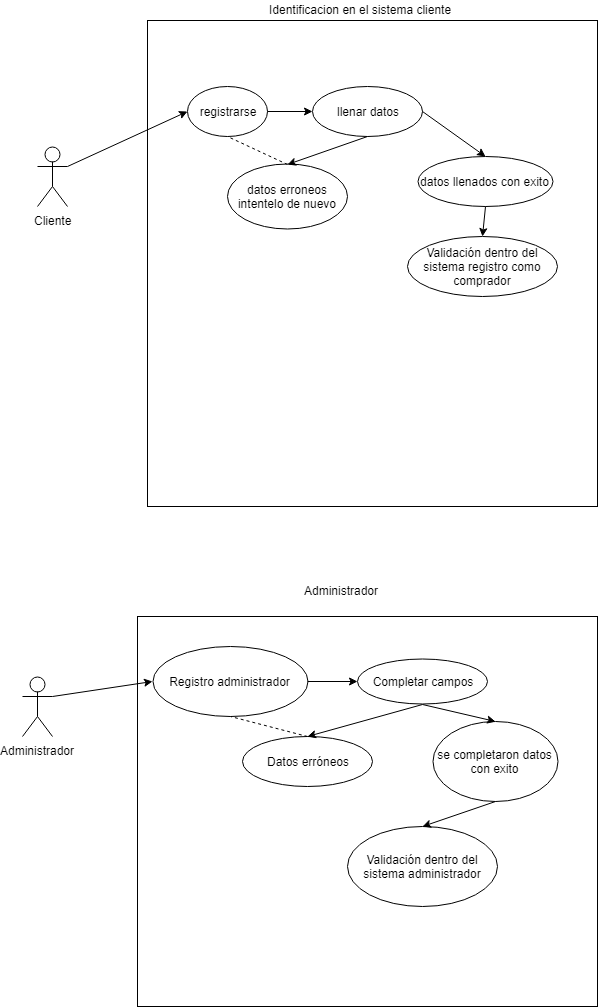 Identificacion en el sistema cliente
registrarse
llenar datos
datos erroneos
intentelo de nuevo
datos llenados con exito
Cliente
Validación dentro del
sistema registro como
comprador
Administrador
Registro administrador
Completar campos
Administrador
Datos erróneos
se completaron datos
con exito
Validación dentro del
sistema administrador